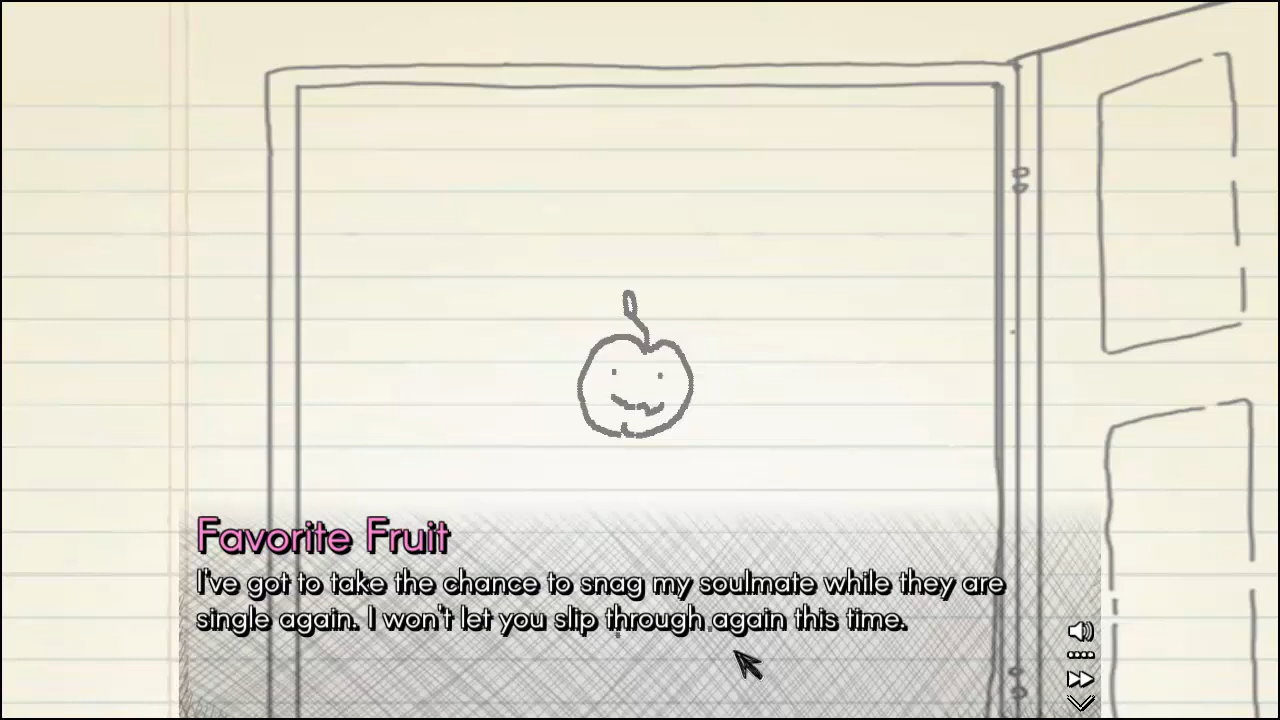 Favorite Fruit
I've got to take the chance to snag my soulmate while they are
single again. I won't let you slip through again this time.